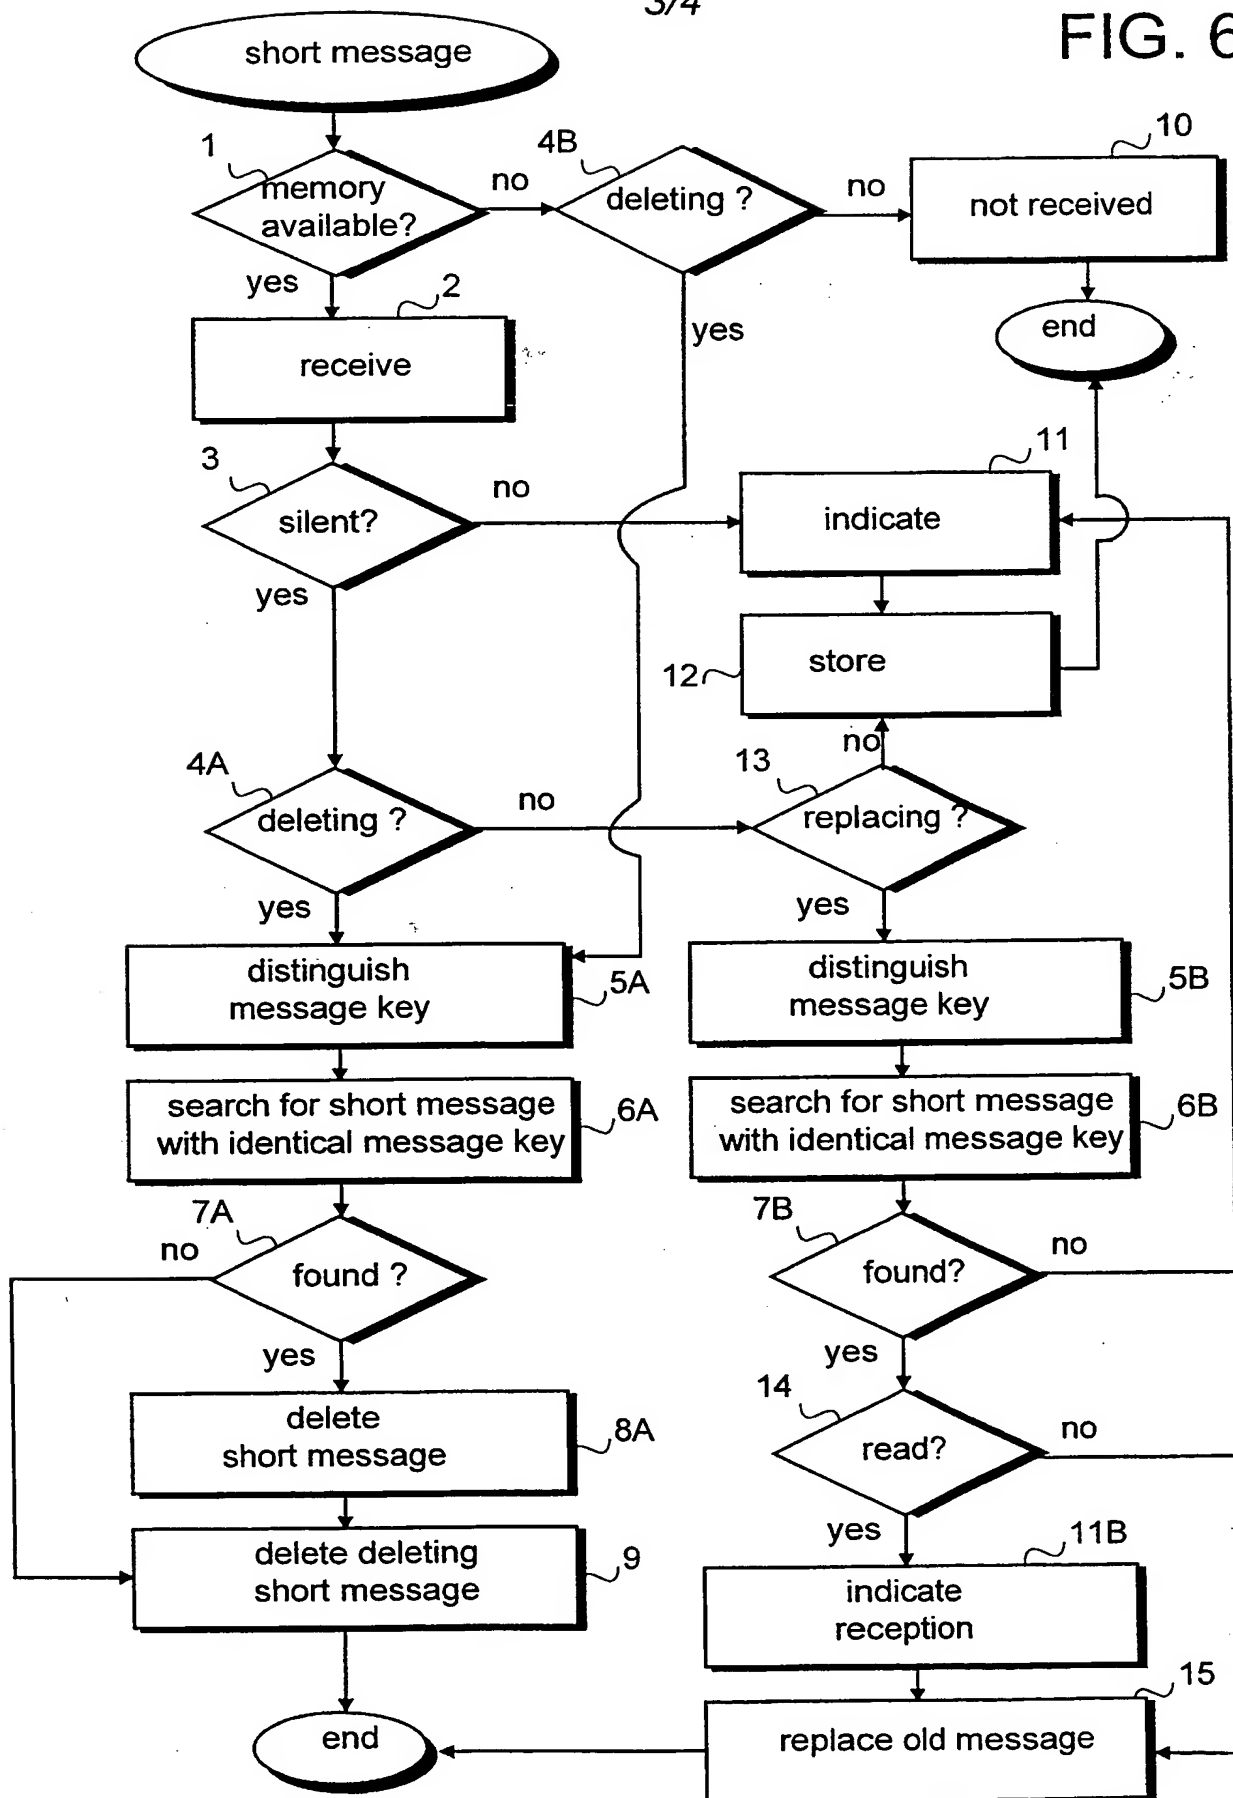 3/4
FIG. 6
short message
1
memory
available?
no
4B
deleting ?
no
10
not received
yes
2
yes
end
receive
3
silent?
no
11
indicate
yes
12
store
no
4A
deleting ?
no
13
replacing ?
yes
yes
distinguish
message key
5A
distinguish
message key
5B
search for short message
with identical message key
6A
search for short message
with identical message key
6B
7A
no
found ?
7B
found?
no
yes
yes
delete
short message
8A
14
read?
no
yes
delete deleting
short message
9
11B
indicate
reception
15
end
replace old message